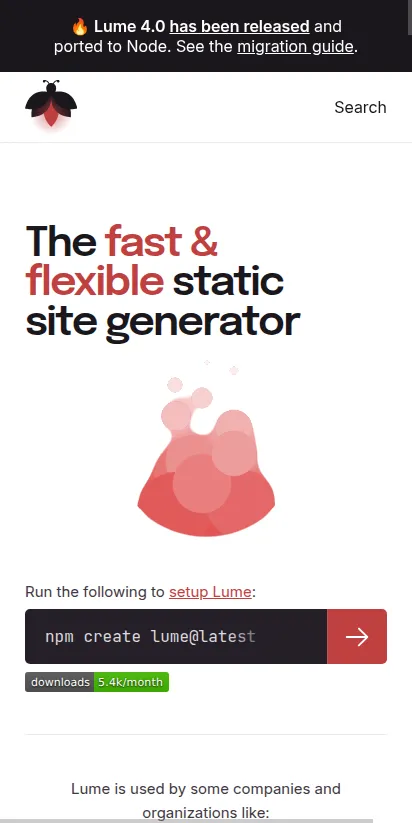 🔥 Lume 4.0 has been released and
ported to Node. See the migration guide.
Search
The fast &
flexible static
site generator
Run the following to setup Lume:
npm create lume@latest
downloads 5.4k/month
Lume is used by some companies and
organizations like: